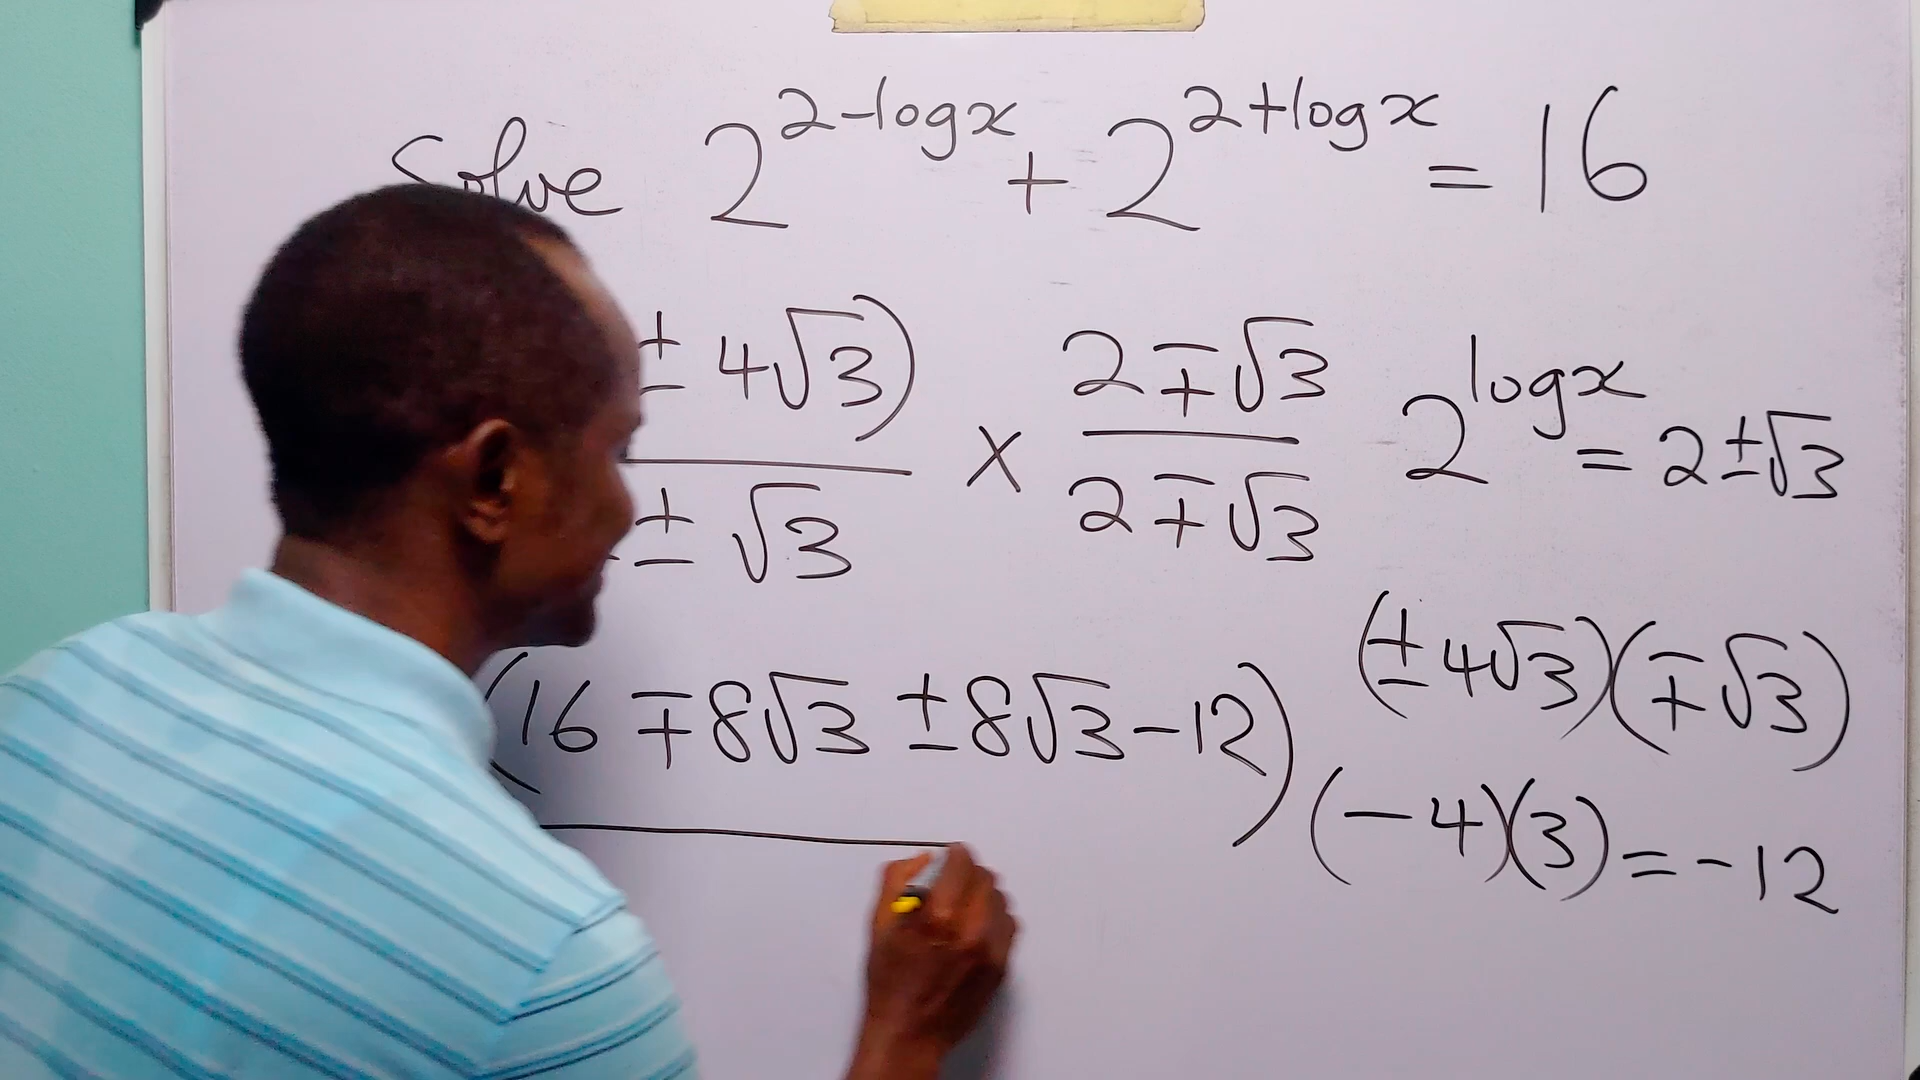 Solve 2^{2-logx} + 2^{2+logx} = 16
± 4√3) / ± √3 × (2 ∓ √3) / (2 ∓ √3)
2^{logx} = 2 ± √3
(±4√3)(∓√3)
(16 ∓ 8√3 ± 8√3 - 12)
(-4)(3) = -12